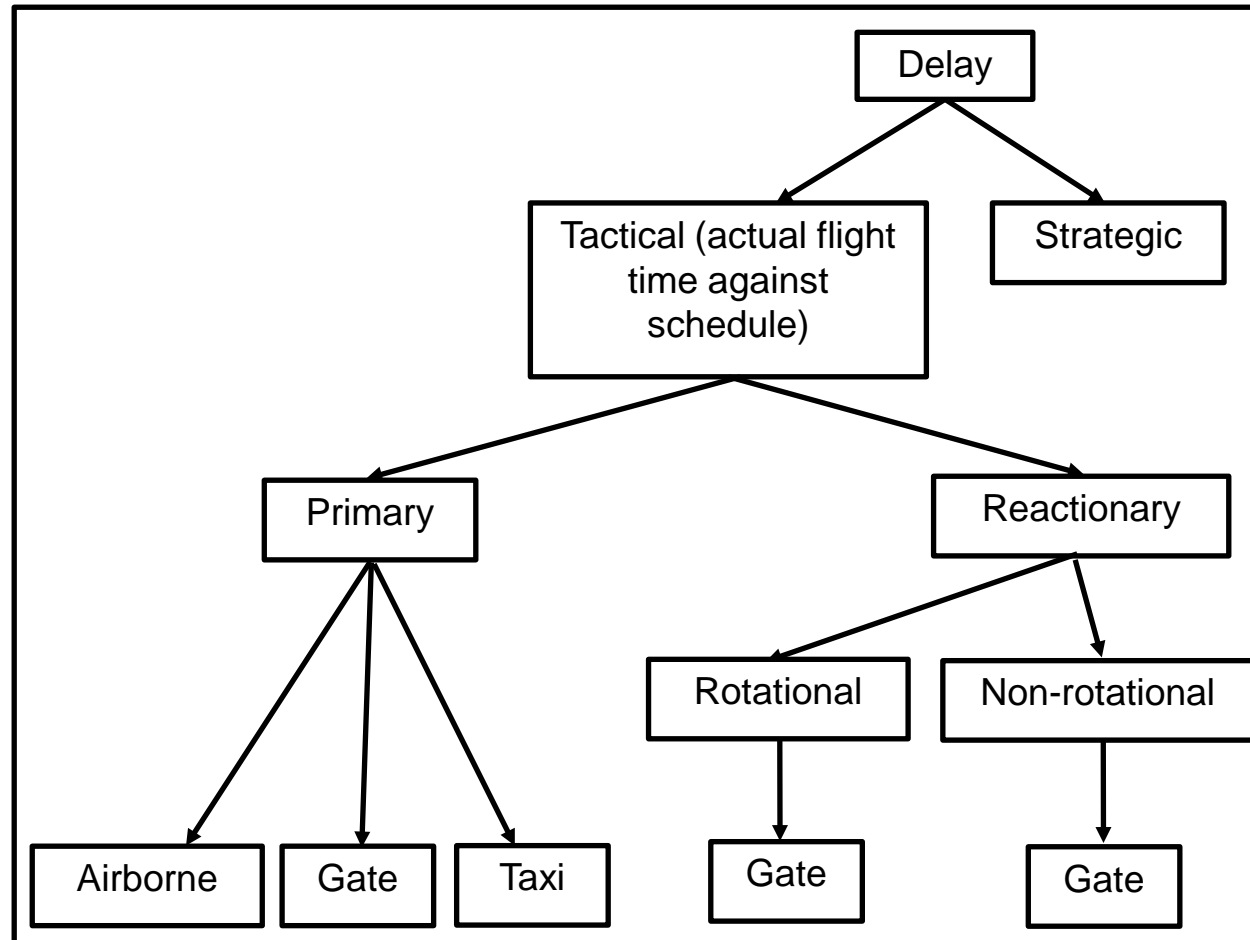 Delay
Tactical (actual flight
time against
schedule)
Strategic
Primary
Reactionary
Rotational
Non-rotational
Airborne
Gate
Taxi
Gate
Gate